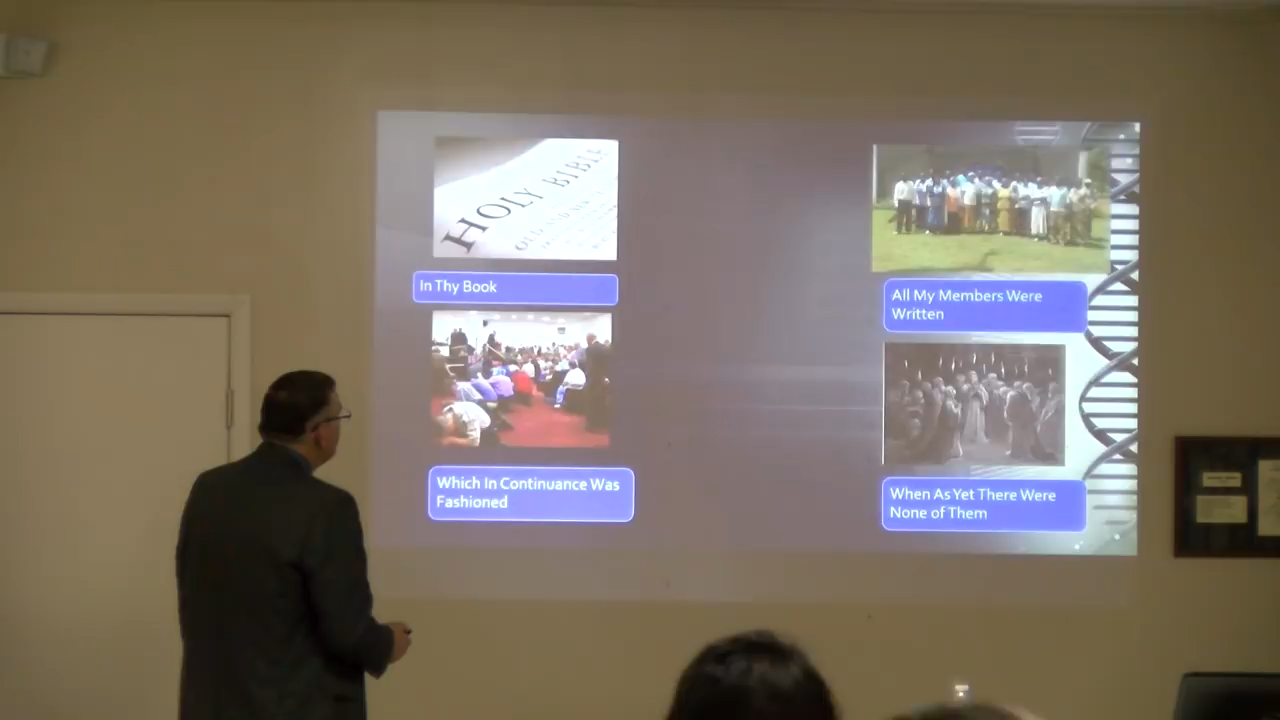 HOLY BIBLE
In Thy Book
All My Members Were
Written
Which In Continuance Was
Fashioned
When As Yet There Were
None of Them